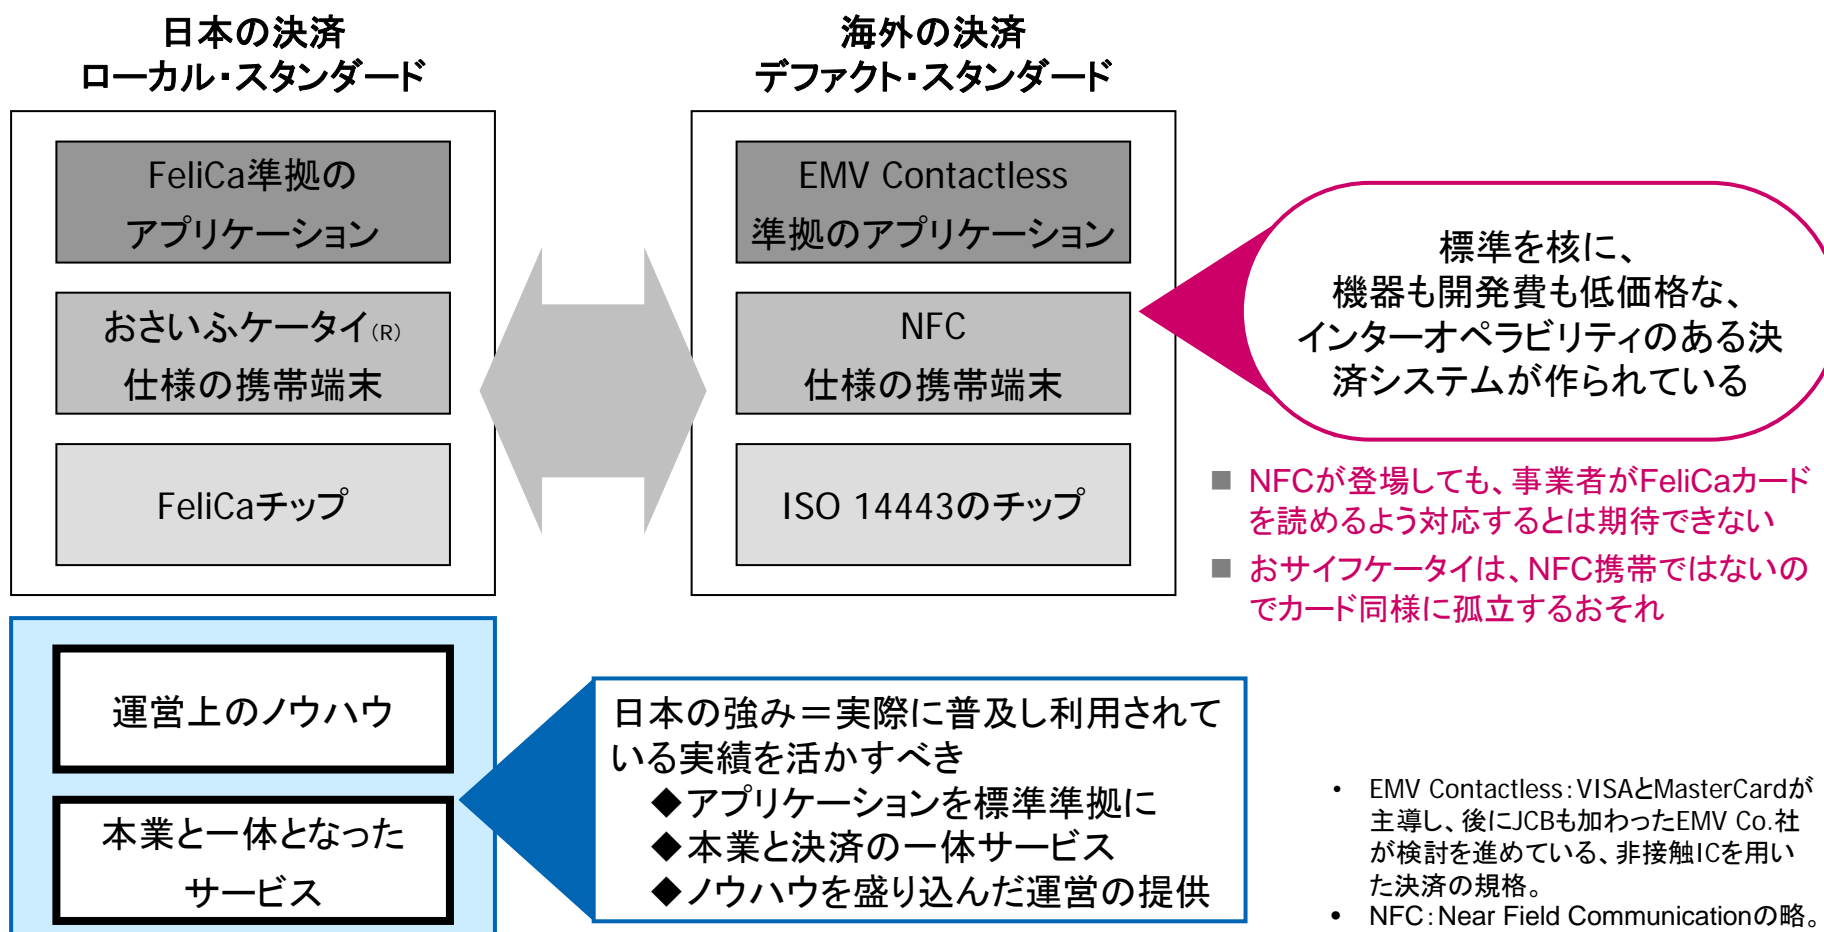 日本の決済
ローカル・スタンダード
FeliCa準拠の
アプリケーション
おさいふケータイ(R)
仕様の携帯端末
FeliCaチップ
海外の決済
デファクト・スタンダード
EMV Contactless
準拠のアプリケーション
NFC
仕様の携帯端末
ISO 14443のチップ
標準を核に、
機器も開発費も低価格な、
インターオペラビリティのある決
済システムが作られている
■ NFCが登場しても、事業者がFeliCaカード
を読めるよう対応するとは期待できない
■ おサイフケータイは、NFC携帯ではないの
でカード同様に孤立するおそれ
運営上のノウハウ
本業と一体となった
サービス
日本の強み＝実際に普及し利用されて
いる実績を活かすべき
◆アプリケーションを標準準拠に
◆本業と決済の一体サービス
◆ノウハウを盛り込んだ運営の提供
• EMV Contactless：VISAとMasterCardが
主導し、後にJCBも加わったEMV Co.社
が検討を進めている、非接触ICを用い
た決済の規格。
• NFC：Near Field Communicationの略。